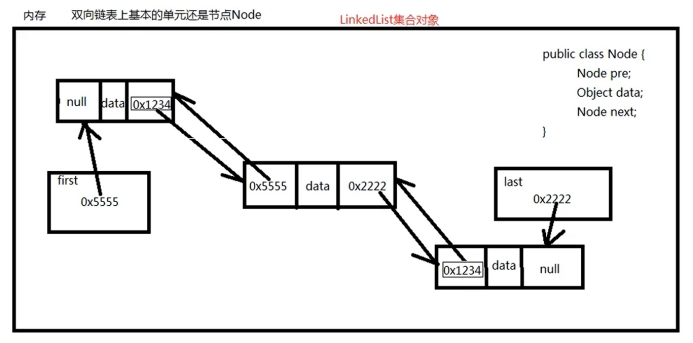 内存 双向链表上基本的单元还是节点Node
LinkedList集合对象
public class Node {
Node pre;
Object data;
Node next;
}
null data 0x1234
first
0x5555
0x5555 data 0x2222
last
0x2222
0x1234 data null